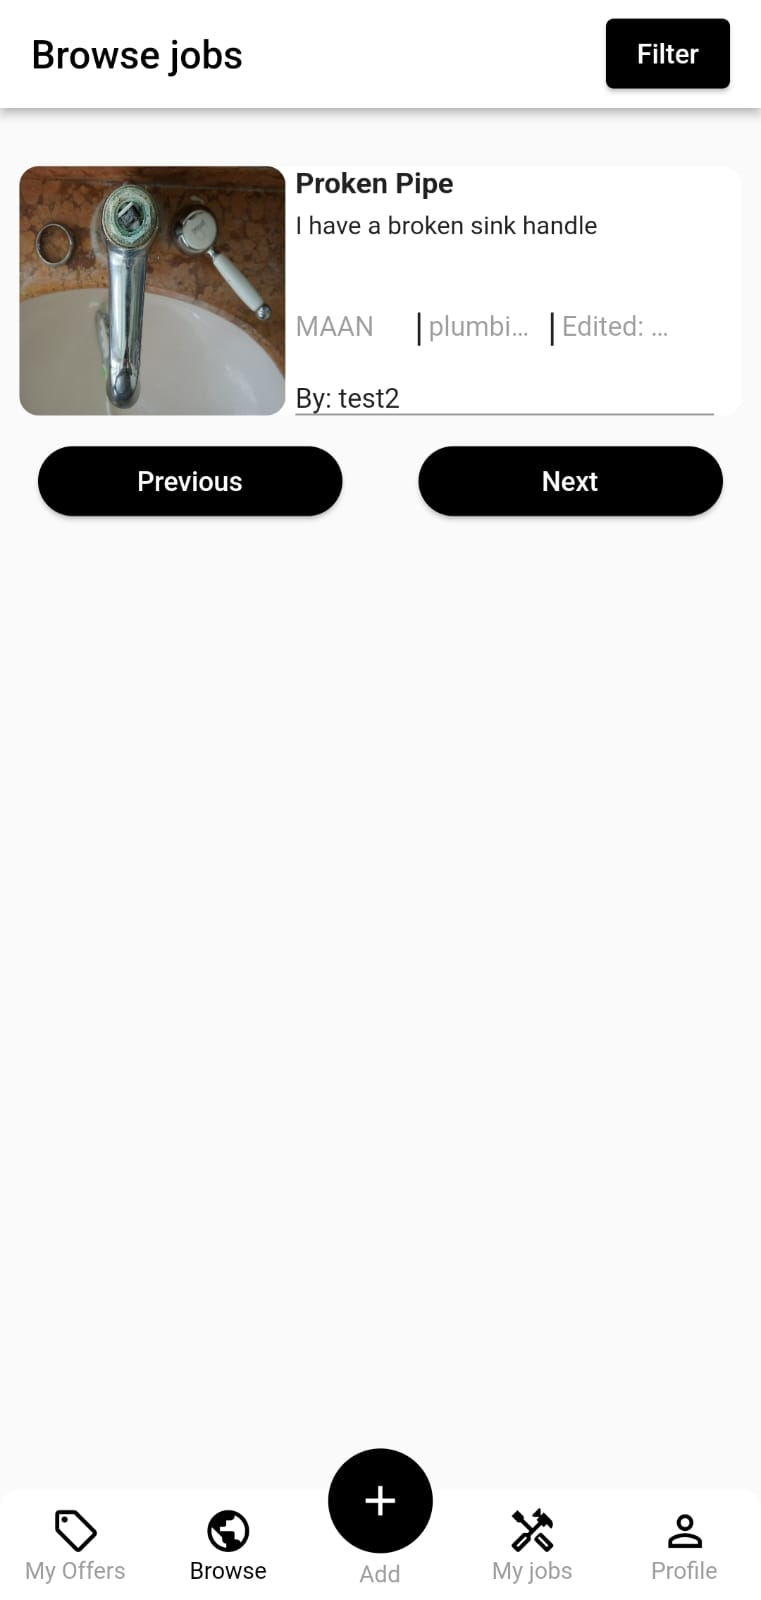 Browse jobs
Filter
Proken Pipe
I have a broken sink handle
MAAN | plumbi... | Edited: ...
By: test2
Previous
Next
My Offers
Browse
Add
My jobs
Profile